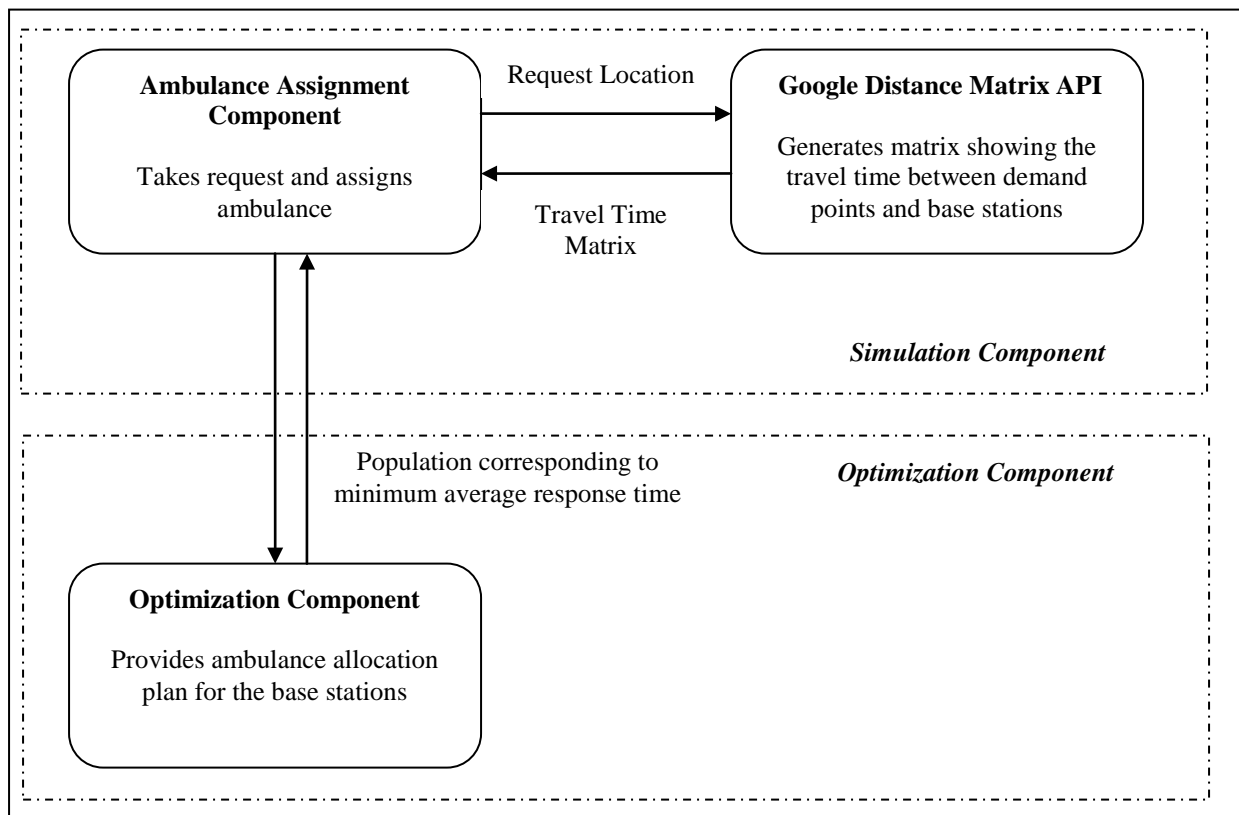 Ambulance Assignment
Component
Takes request and assigns
ambulance
Request Location
Travel Time
Matrix
Google Distance Matrix API
Generates matrix showing the
travel time between demand
points and base stations
Simulation Component
Population corresponding to
minimum average response time
Optimization Component
Optimization Component
Provides ambulance allocation
plan for the base stations